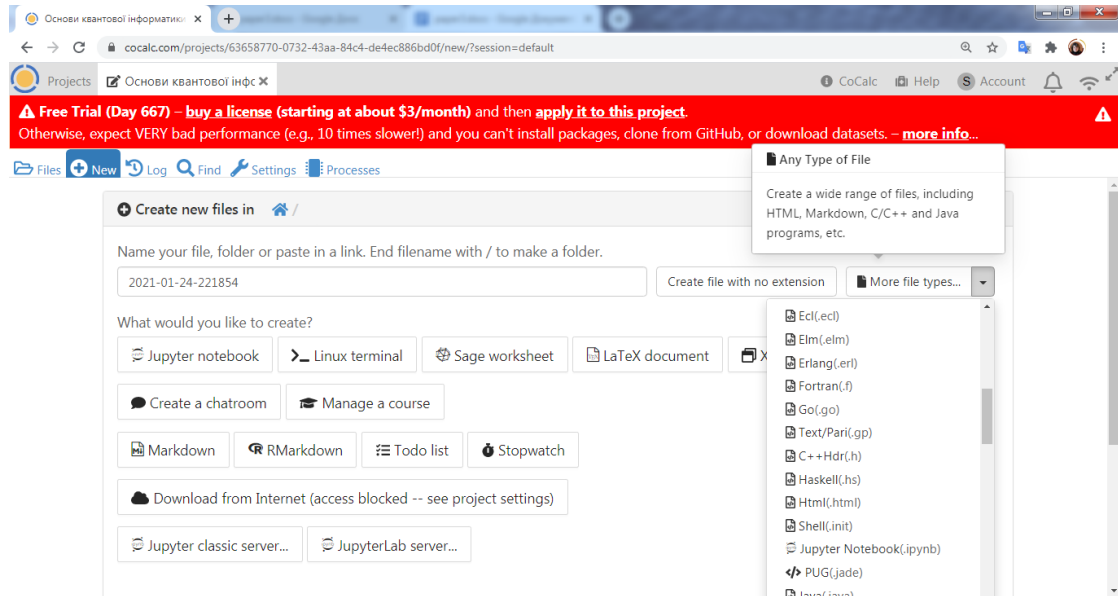 Основи квантової інформатики
cocalc.com/projects/63658770-0732-43aa-84c4-de4ec886bd0f/new/?session=default
Projects Основи квантової інфо CoCalc Help S Account
Free Trial (Day 667) – buy a license (starting at about $3/month) and then apply it to this project.
Otherwise, expect VERY bad performance (e.g., 10 times slower!) and you can't install packages, clone from GitHub, or download datasets. – more info...
Files New Log Find Settings Processes
Any Type of File
Create a wide range of files, including
HTML, Markdown, C/C++ and Java
programs, etc.
Create new files in /
Name your file, folder or paste in a link. End filename with / to make a folder.
2021-01-24-221854 Create file with no extension More file types...
What would you like to create?
Jupyter notebook Linux terminal Sage worksheet LaTeX document X
Create a chatroom Manage a course
Markdown RMarkdown Todo list Stopwatch
Download from Internet (access blocked -- see project settings)
Jupyter classic server... JupyterLab server...
Ecl(.ecl)
Elm(.elm)
Erlang(.erl)
Fortran(.f)
Go(.go)
Text/Pari(.gp)
C++Hdr(.h)
Haskell(.hs)
Html(.html)
Shell(.init)
Jupyter Notebook(.ipynb)
PUG(.jade)
Java(.java)